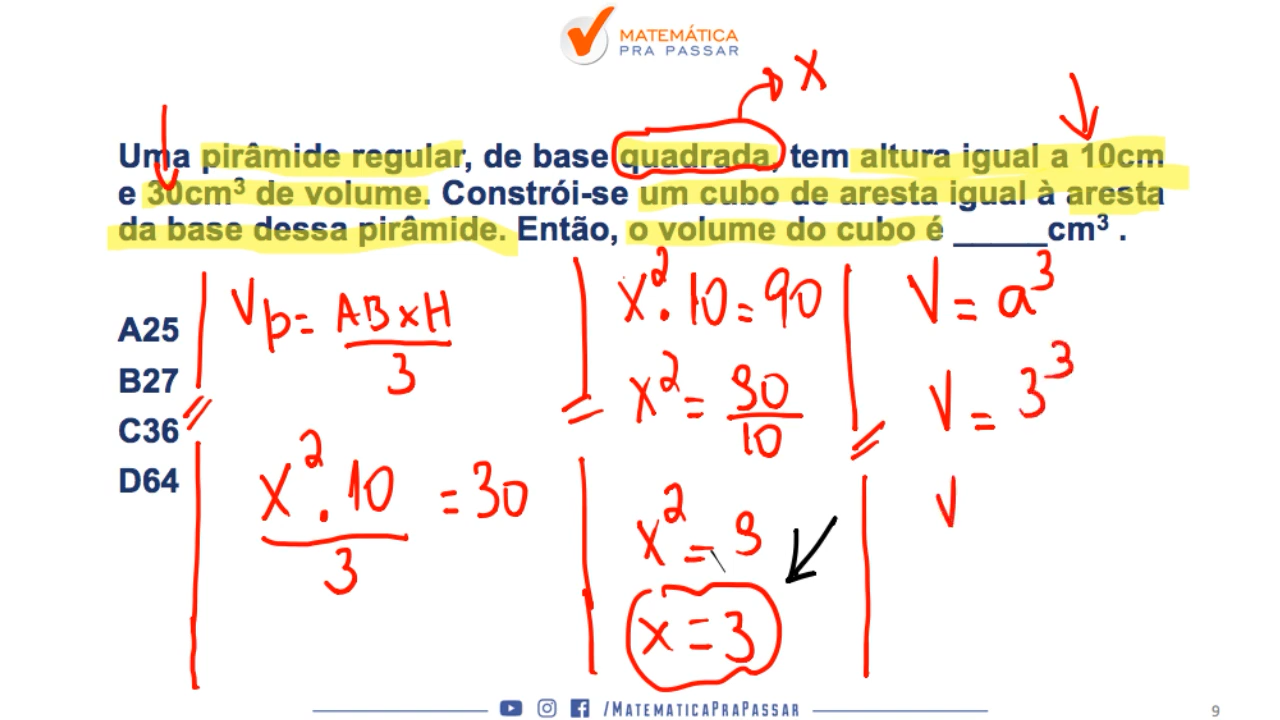 MATEMÁTICA
PRA PASSAR
X
Uma pirâmide regular, de base quadrada, tem altura igual a 10cm
e 30cm³ de volume. Constrói-se um cubo de aresta igual à aresta
da base dessa pirâmide. Então, o volume do cubo é _____cm³ .
A25
B27
C36
D64
Vp = AB x H
3
X² . 10 = 30
3
X² . 10 = 90
X² = 90
10
X² = 9
X = 3
V = a³
V = 3³
V
/MatematicaPraPassar
9